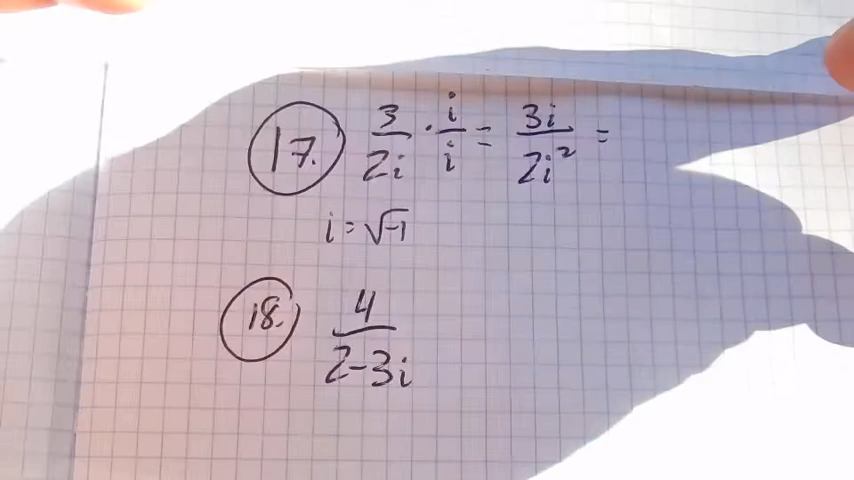 17. 3/2i · i/i = 3i/2i² =
i = √-1
18. 4/2-3i